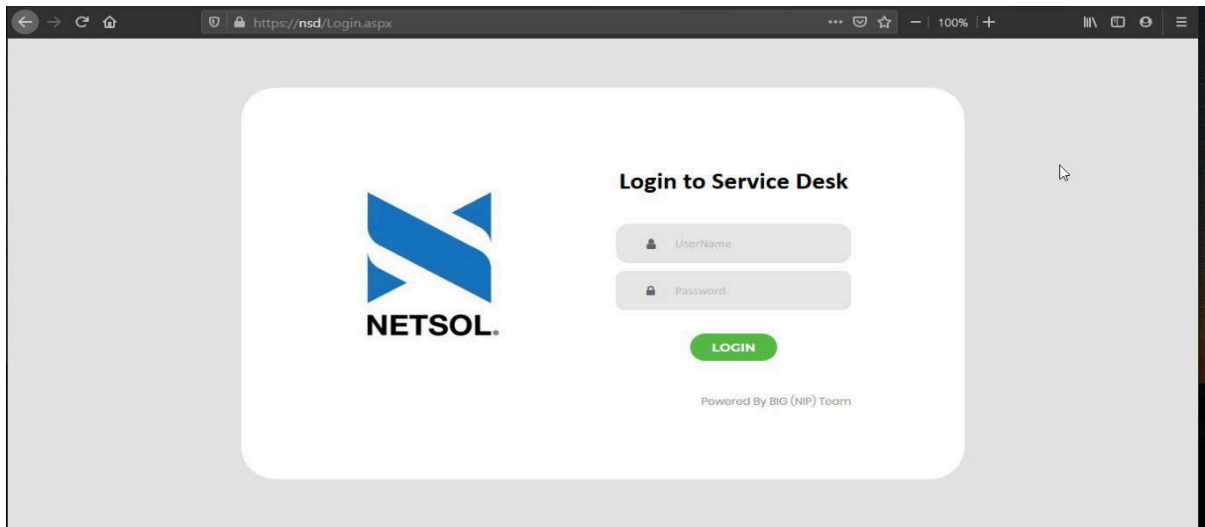 https://nsd/Login.aspx
100%
Login to Service Desk
UserName
Password
NETSOL.
LOGIN
Powered By BIG (NIP) Team